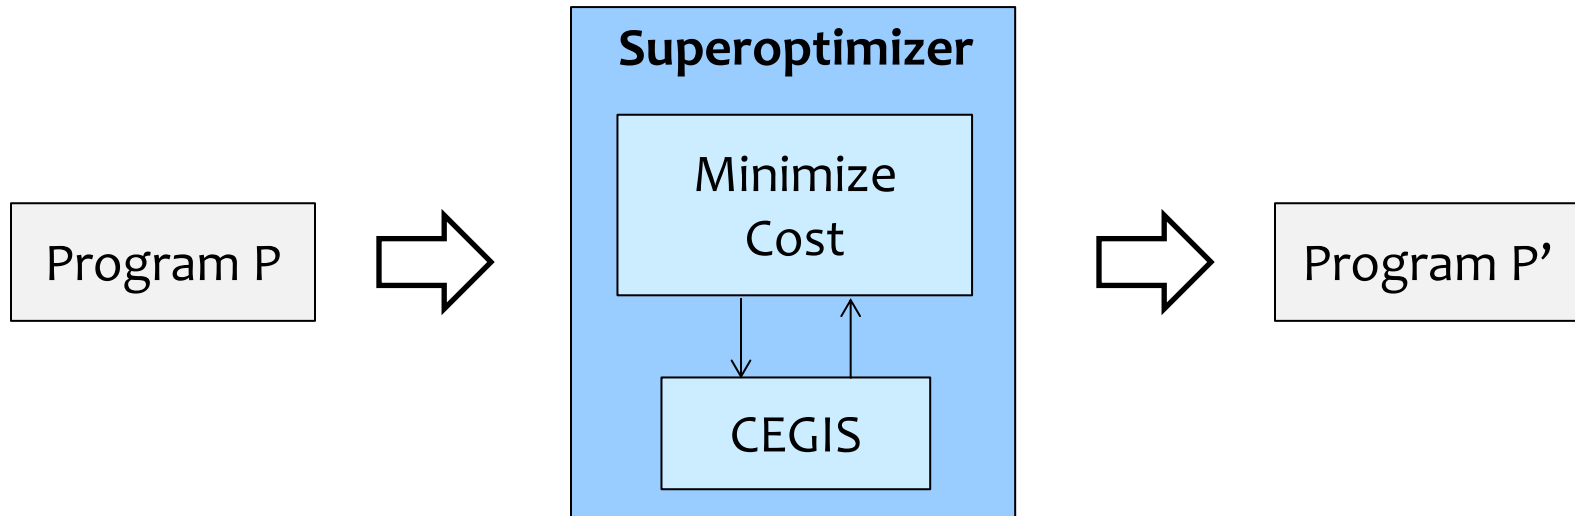 Superoptimizer
Minimize
Cost
Program P
Program P’
CEGIS